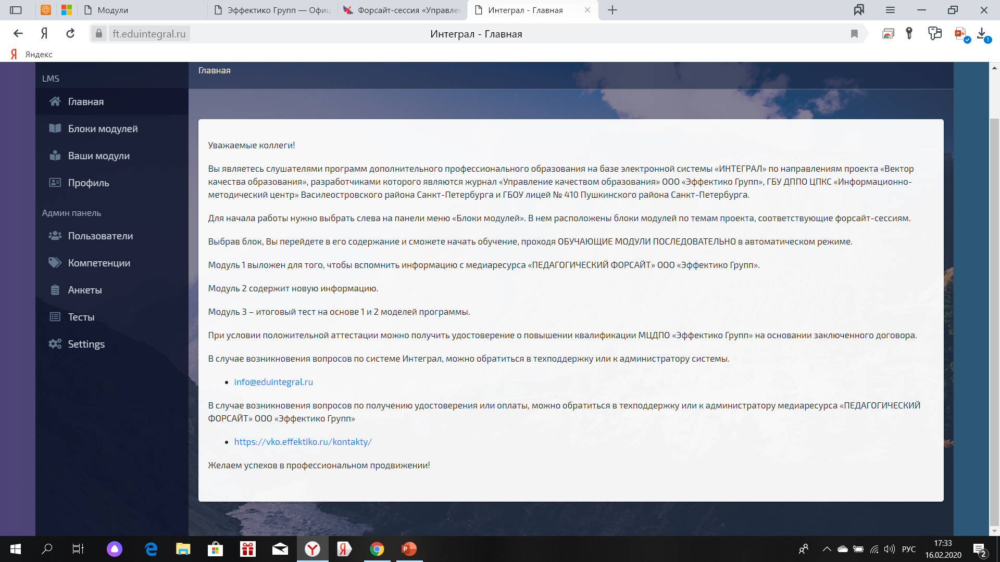 Модули
Эффектико Групп — Офиц
Форсайт-сессия «Управлен
Интеграл - Главная
ft.eduintegral.ru
Интеграл - Главная
Яндекс
LMS
Главная
Блоки модулей
Ваши модули
Профиль
Админ панель
Пользователи
Компетенции
Анкеты
Тесты
Settings
Главная
Уважаемые коллеги!
Вы являетесь слушателями программ дополнительного профессионального образования на базе электронной системы «ИНТЕГРАЛ» по направлениям проекта «Вектор
качества образования», разработчиками которого являются журнал «Управление качеством образования» ООО «Эффектико Групп», ГБУ ДППО ЦПКС «Информационно-
методический центр» Василеостровского района Санкт-Петербурга и ГБОУ лицей № 410 Пушкинского района Санкт-Петербурга.
Для начала работы нужно выбрать слева на панели меню «Блоки модулей». В нем расположены блоки модулей по темам проекта, соответствующие форсайт-сессиям.
Выбрав блок, Вы перейдете в его содержание и сможете начать обучение, проходя ОБУЧАЮЩИЕ МОДУЛИ ПОСЛЕДОВАТЕЛЬНО в автоматическом режиме.
Модуль 1 выложен для того, чтобы вспомнить информацию с медиаресурса «ПЕДАГОГИЧЕСКИЙ ФОРСАЙТ» ООО «Эффектико Групп».
Модуль 2 содержит новую информацию.
Модуль 3 – итоговый тест на основе 1 и 2 моделей программы.
При условии положительной аттестации можно получить удостоверение о повышении квалификации МЦДПО «Эффектико Групп» на основании заключенного договора.
В случае возникновения вопросов по системе Интеграл, можно обратиться в техподдержку или к администратору системы.
info@eduintegral.ru
В случае возникновения вопросов по получению удостоверения или оплаты, можно обратиться в техподдержку или к администратору медиаресурса «ПЕДАГОГИЧЕСКИЙ
ФОРСАЙТ» ООО «Эффектико Групп»
https://vko.effektiko.ru/kontakty/
Желаем успехов в профессиональном продвижении!
РУС
17:33
16.02.2020
2